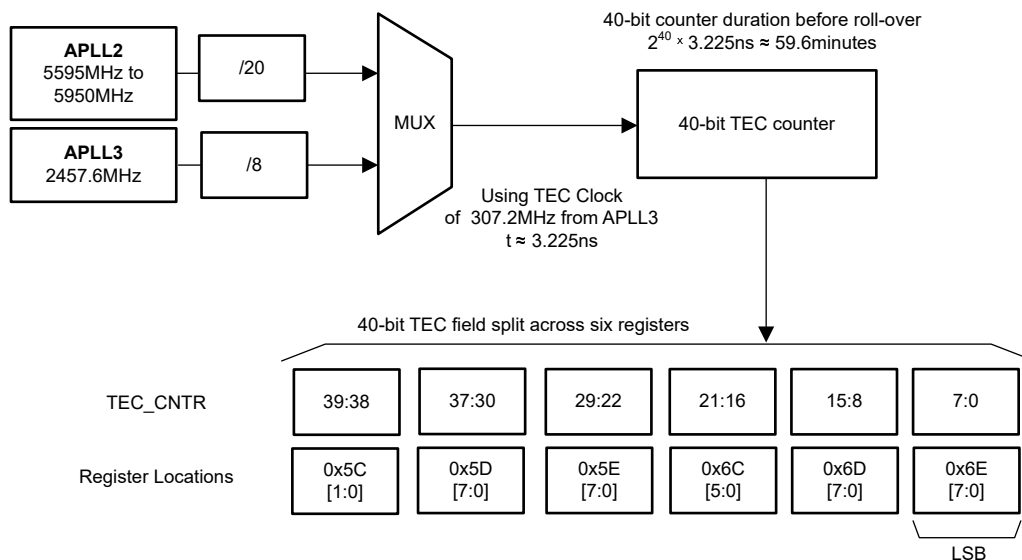 APLL2
5595MHz to
5950MHz
/20
APLL3
2457.6MHz
/8
MUX
40-bit counter duration before roll-over
2^40 x 3.225ns ≈ 59.6minutes
40-bit TEC counter
Using TEC Clock
of 307.2MHz from APLL3
t ≈ 3.225ns
40-bit TEC field split across six registers
TEC_CNTR
39:38
37:30
29:22
21:16
15:8
7:0
Register Locations
0x5C
[1:0]
0x5D
[7:0]
0x5E
[7:0]
0x6C
[5:0]
0x6D
[7:0]
0x6E
[7:0]
LSB